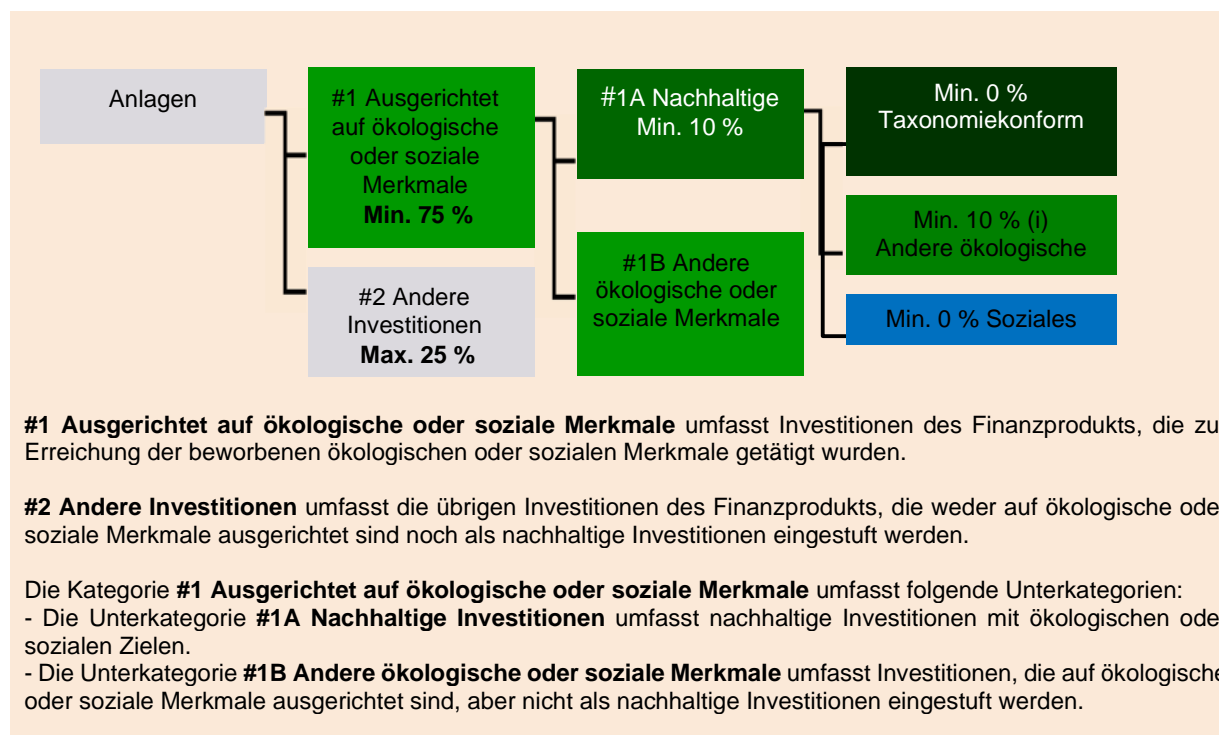 Anlagen
#1 Ausgerichtet
auf ökologische
oder soziale
Merkmale
Min. 75 %
#2 Andere
Investitionen
Max. 25 %
#1A Nachhaltige
Min. 10 %
#1B Andere
ökologische oder
soziale Merkmale
Min. 0 %
Taxonomiekonform
Min. 10 % (i)
Andere ökologische
Min. 0 % Soziales
#1 Ausgerichtet auf ökologische oder soziale Merkmale umfasst Investitionen des Finanzprodukts, die zu
Erreichung der beworbenen ökologischen oder sozialen Merkmale getätigt wurden.
#2 Andere Investitionen umfasst die übrigen Investitionen des Finanzprodukts, die weder auf ökologische ode
soziale Merkmale ausgerichtet sind noch als nachhaltige Investitionen eingestuft werden.
Die Kategorie #1 Ausgerichtet auf ökologische oder soziale Merkmale umfasst folgende Unterkategorien:
- Die Unterkategorie #1A Nachhaltige Investitionen umfasst nachhaltige Investitionen mit ökologischen ode
sozialen Zielen.
- Die Unterkategorie #1B Andere ökologische oder soziale Merkmale umfasst Investitionen, die auf ökologische
oder soziale Merkmale ausgerichtet sind, aber nicht als nachhaltige Investitionen eingestuft werden.